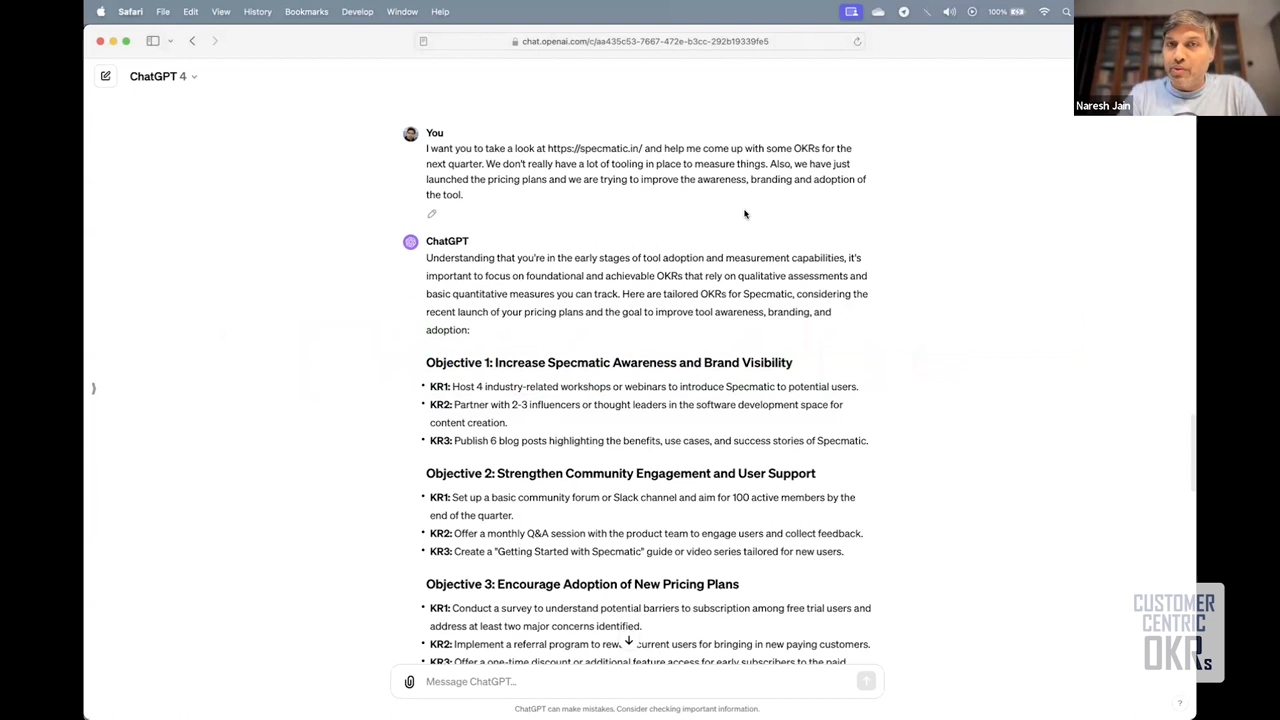 Safari File Edit View History Bookmarks Develop Window Help
100%
chat.openai.com/c/aa435c53-7667-472e-b3cc-292b19339fe5
ChatGPT 4
Naresh Jain
You
I want you to take a look at https://specmatic.in/ and help me come up with some OKRs for the
next quarter. We don't really have a lot of tooling in place to measure things. Also, we have just
launched the pricing plans and we are trying to improve the awareness, branding and adoption of
the tool.
ChatGPT
Understanding that you're in the early stages of tool adoption and measurement capabilities, it's
important to focus on foundational and achievable OKRs that rely on qualitative assessments and
basic quantitative measures you can track. Here are tailored OKRs for Specmatic, considering the
recent launch of your pricing plans and the goal to improve tool awareness, branding, and
adoption:
Objective 1: Increase Specmatic Awareness and Brand Visibility
• KR1: Host 4 industry-related workshops or webinars to introduce Specmatic to potential users.
• KR2: Partner with 2-3 influencers or thought leaders in the software development space for
content creation.
• KR3: Publish 6 blog posts highlighting the benefits, use cases, and success stories of Specmatic.
Objective 2: Strengthen Community Engagement and User Support
• KR1: Set up a basic community forum or Slack channel and aim for 100 active members by the
end of the quarter.
• KR2: Offer a monthly Q&A session with the product team to engage users and collect feedback.
• KR3: Create a "Getting Started with Specmatic" guide or video series tailored for new users.
Objective 3: Encourage Adoption of New Pricing Plans
• KR1: Conduct a survey to understand potential barriers to subscription among free trial users and
address at least two major concerns identified.
• KR2: Implement a referral program to rew current users for bringing in new paying customers.
• KR3: Offer a one-time discount or additional feature access for early subscribers to the paid
Message ChatGPT...
ChatGPT can make mistakes. Consider checking important information.
?
CUSTOMER
CENTRIC
OKRs